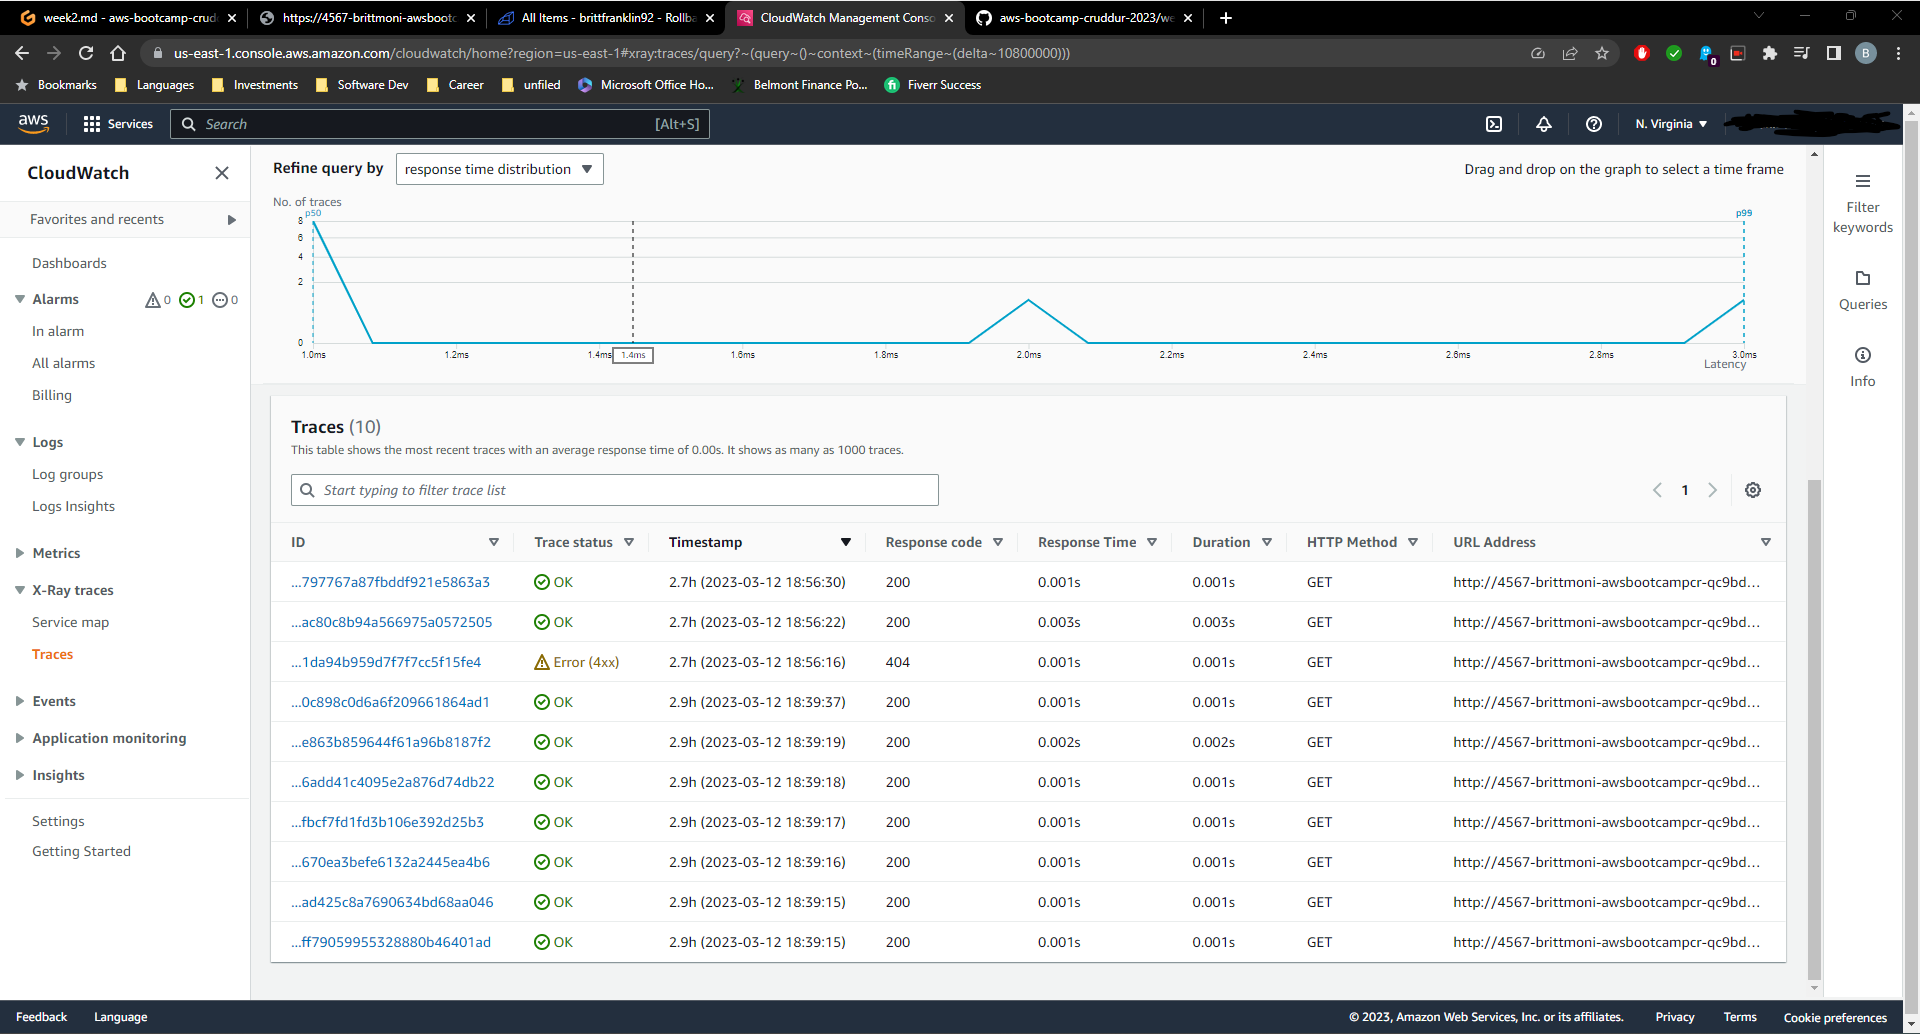 week2.md - aws-bootcamp-crudd
https://4567-brittmoni-awsbootc
All Items - brittfranklin92 - Rollba
CloudWatch Management Conso
aws-bootcamp-cruddur-2023/we
us-east-1.console.aws.amazon.com/cloudwatch/home?region=us-east-1#xray:traces/query?~(query~()~context~(timeRange~(delta~10800000)))
0
B
Bookmarks
Languages
Investments
Software Dev
Career
unfiled
Microsoft Office Ho...
Belmont Finance Po...
Fiverr Success
aws
Services
Search
[Alt+S]
N. Virginia
CloudWatch
Favorites and recents
Dashboards
Alarms
0
1
0
In alarm
All alarms
Billing
Logs
Log groups
Logs Insights
Metrics
X-Ray traces
Service map
Traces
Events
Application monitoring
Insights
Settings
Getting Started
Refine query by
response time distribution
Drag and drop on the graph to select a time frame
No. of traces
p50
p99
8
6
4
2
0
1.0ms
1.2ms
1.4ms
1.4ms
1.6ms
1.8ms
2.0ms
2.2ms
2.4ms
2.6ms
2.8ms
3.0ms
Latency
Filter
keywords
Queries
Info
Traces (10)
This table shows the most recent traces with an average response time of 0.00s. It shows as many as 1000 traces.
Start typing to filter trace list
1
ID Trace status Timestamp Response code Response Time Duration HTTP Method URL Address
...797767a87fbddf921e5863a3 OK 2.7h (2023-03-12 18:56:30) 200 0.001s 0.001s GET http://4567-brittmoni-awsbootcampcr-qc9bd...
...ac80c8b94a566975a0572505 OK 2.7h (2023-03-12 18:56:22) 200 0.003s 0.003s GET http://4567-brittmoni-awsbootcampcr-qc9bd...
...1da94b959d7f7f7cc5f15fe4 Error (4xx) 2.7h (2023-03-12 18:56:16) 404 0.001s 0.001s GET http://4567-brittmoni-awsbootcampcr-qc9bd...
...0c898c0d6a6f209661864ad1 OK 2.9h (2023-03-12 18:39:37) 200 0.001s 0.001s GET http://4567-brittmoni-awsbootcampcr-qc9bd...
...e863b859644f61a96b8187f2 OK 2.9h (2023-03-12 18:39:19) 200 0.002s 0.002s GET http://4567-brittmoni-awsbootcampcr-qc9bd...
...6add41c4095e2a876d74db22 OK 2.9h (2023-03-12 18:39:18) 200 0.001s 0.001s GET http://4567-brittmoni-awsbootcampcr-qc9bd...
...fbcf7fd1fd3b106e392d25b3 OK 2.9h (2023-03-12 18:39:17) 200 0.001s 0.001s GET http://4567-brittmoni-awsbootcampcr-qc9bd...
...670ea3befe6132a2445ea4b6 OK 2.9h (2023-03-12 18:39:16) 200 0.001s 0.001s GET http://4567-brittmoni-awsbootcampcr-qc9bd...
...ad425c8a7690634bd68aa046 OK 2.9h (2023-03-12 18:39:15) 200 0.001s 0.001s GET http://4567-brittmoni-awsbootcampcr-qc9bd...
...ff79059955328880b46401ad OK 2.9h (2023-03-12 18:39:15) 200 0.001s 0.001s GET http://4567-brittmoni-awsbootcampcr-qc9bd...
Feedback
Language
© 2023, Amazon Web Services, Inc. or its affiliates.
Privacy
Terms
Cookie preferences